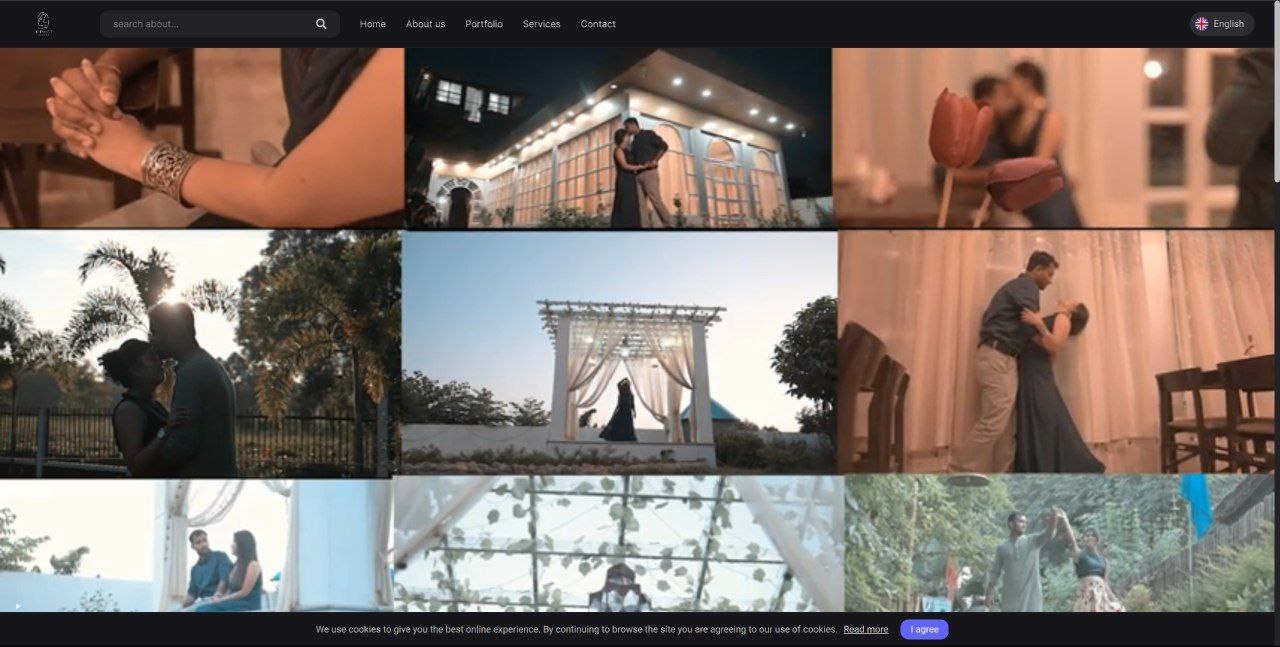 search about...
Home
About us
Portfolio
Services
Contact
English
We use cookies to give you the best online experience. By continuing to browse the site you are agreeing to our use of cookies. Read more
I agree